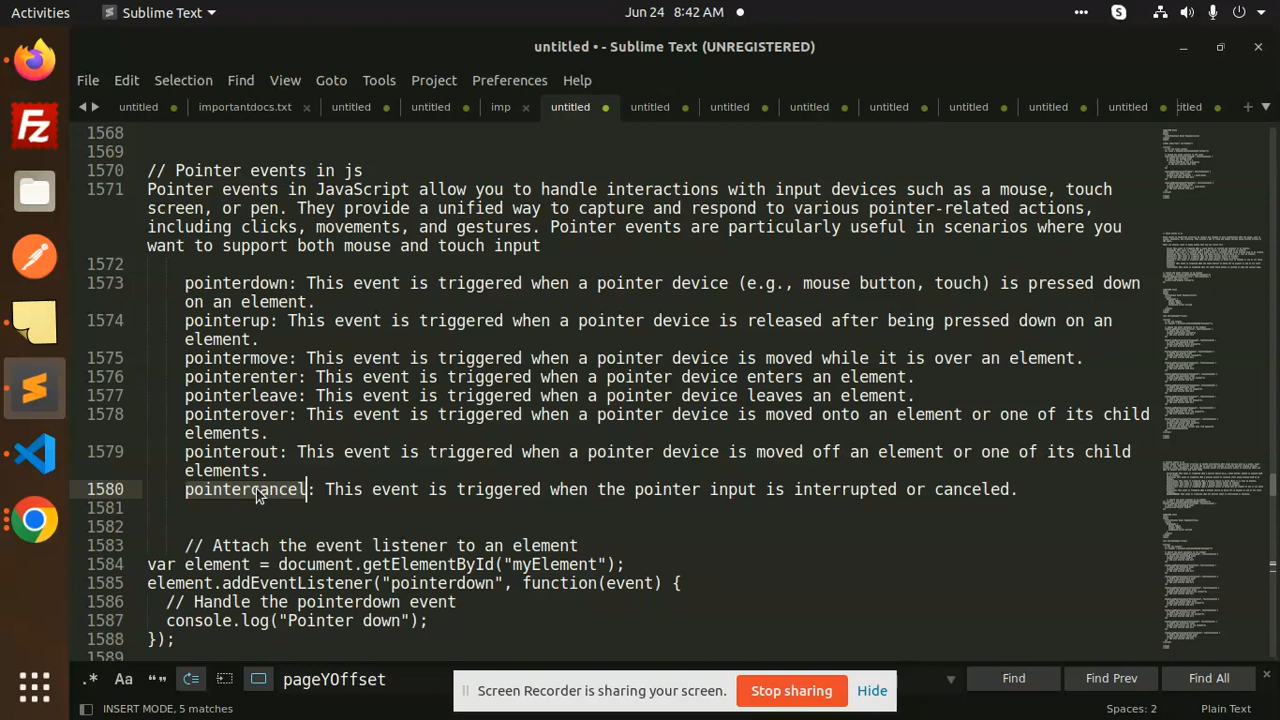 Activities
Sublime Text
Jun 24 8:42 AM
untitled • - Sublime Text (UNREGISTERED)
File Edit Selection Find View Goto Tools Project Preferences Help
untitled importantdocs.txt untitled untitled imp untitled untitled untitled untitled untitled untitled untitled untitled titled
1568
1569
1570 // Pointer events in js
1571 Pointer events in JavaScript allow you to handle interactions with input devices such as a mouse, touch
screen, or pen. They provide a unified way to capture and respond to various pointer-related actions,
including clicks, movements, and gestures. Pointer events are particularly useful in scenarios where you
want to support both mouse and touch input
1572
1573 pointerdown: This event is triggered when a pointer device (e.g., mouse button, touch) is pressed down
on an element.
1574 pointerup: This event is triggered when a pointer device is released after being pressed down on an
element.
1575 pointermove: This event is triggered when a pointer device is moved while it is over an element.
1576 pointerenter: This event is triggered when a pointer device enters an element.
1577 pointerleave: This event is triggered when a pointer device leaves an element.
1578 pointerover: This event is triggered when a pointer device is moved onto an element or one of its child
elements.
1579 pointerout: This event is triggered when a pointer device is moved off an element or one of its child
elements.
1580 pointercancel: This event is triggered when the pointer input is interrupted or canceled.
1581
1582
1583 // Attach the event listener to an element
1584 var element = document.getElementById("myElement");
1585 element.addEventListener("pointerdown", function(event) {
1586 // Handle the pointerdown event
1587 console.log("Pointer down");
1588 });
1589
.* Aa “” pageYOffset Find Find Prev Find All
Screen Recorder is sharing your screen. Stop sharing Hide
INSERT MODE, 5 matches
Spaces: 2 Plain Text